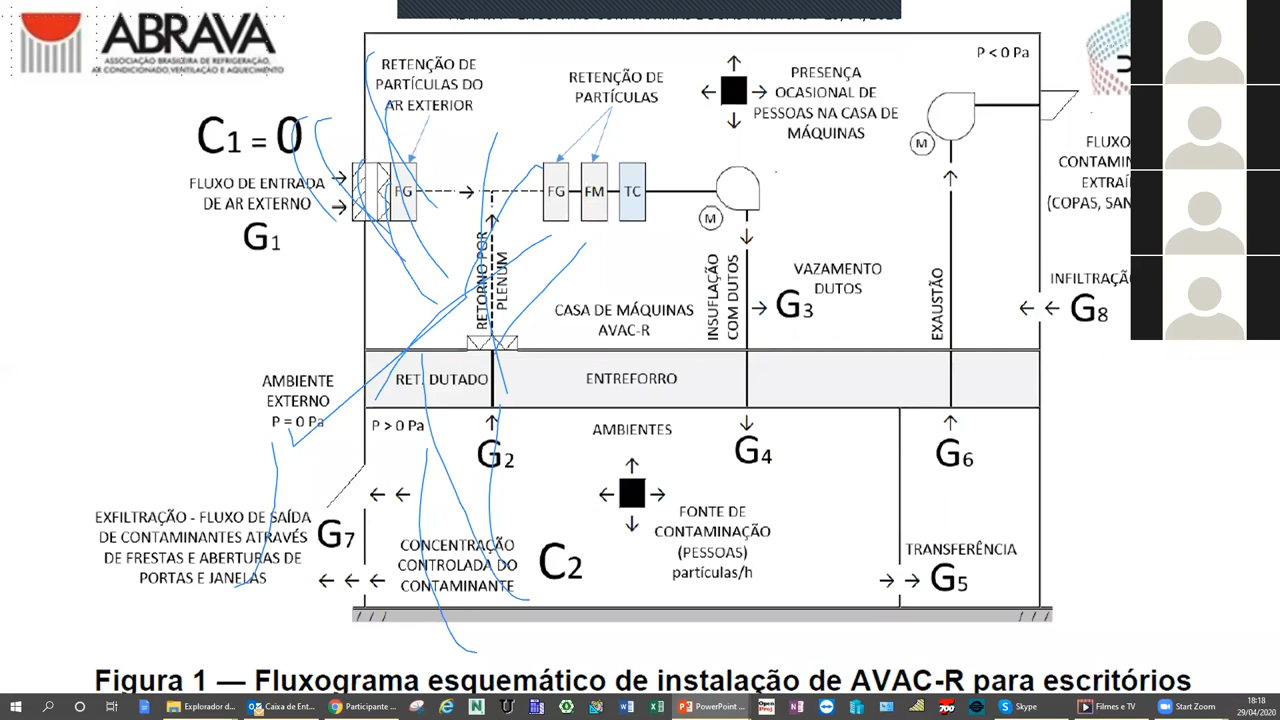 ABRAVA
ASSOCIAÇÃO BRASILEIRA DE REFRIGERAÇÃO,
AR CONDICIONADO, VENTILAÇÃO E AQUECIMENTO
P < 0 Pa
RETENÇÃO DE
PARTÍCULAS DO
AR EXTERIOR
RETENÇÃO DE
PARTÍCULAS
PRESENÇA
OCASIONAL DE
PESSOAS NA CASA DE
MÁQUINAS
C1 = 0
FLUXO DE ENTRADA
DE AR EXTERNO
G1
FG
FG
FM
TC
M
M
FLUXO
CONTAMIN
EXTRAÍ
(COPAS, SAN
RETORNO POR
PLENUM
CASA DE MÁQUINAS
AVAC-R
INSUFLAÇÃO
COM DUTOS
VAZAMENTO
DUTOS
G3
EXAUSTÃO
INFILTRAÇÃ
G8
RET. DUTADO
ENTREFORRO
AMBIENTE
EXTERNO
P = 0 Pa
P > 0 Pa
G2
AMBIENTES
G4
G6
EXFILTRAÇÃO - FLUXO DE SAÍDA
DE CONTAMINANTES ATRAVÉS
DE FRESTAS E ABERTURAS DE
PORTAS E JANELAS
G7
CONCENTRAÇÃO
CONTROLADA DO
CONTAMINANTE
C2
FONTE DE
CONTAMINAÇÃO
(PESSOAS)
partículas/h
TRANSFERÊNCIA
G5
Figura 1 — Fluxograma esquemático de instalação de AVAC-R para escritórios
Explorador d...
Caixa de Ent...
Participante ...
PowerPoint ...
Skype
Filmes e TV
Start Zoom
18:18
29/04/2020